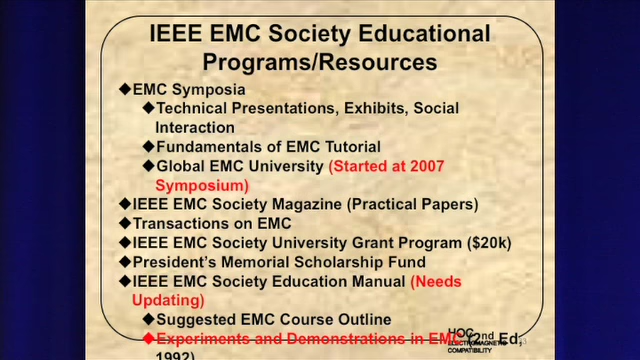 IEEE EMC Society Educational
Programs/Resources
◆EMC Symposia
◆Technical Presentations, Exhibits, Social
Interaction
◆Fundamentals of EMC Tutorial
◆Global EMC University (Started at 2007
Symposium)
◆IEEE EMC Society Magazine (Practical Papers)
◆Transactions on EMC
◆IEEE EMC Society University Grant Program ($20k)
◆President's Memorial Scholarship Fund
◆IEEE EMC Society Education Manual (Needs
Updating)
◆Suggested EMC Course Outline
◆Experiments and Demonstrations in EMC (2nd Ed,
1992)
HOC
ELECTROMAGNETIC
COMPATIBILITY